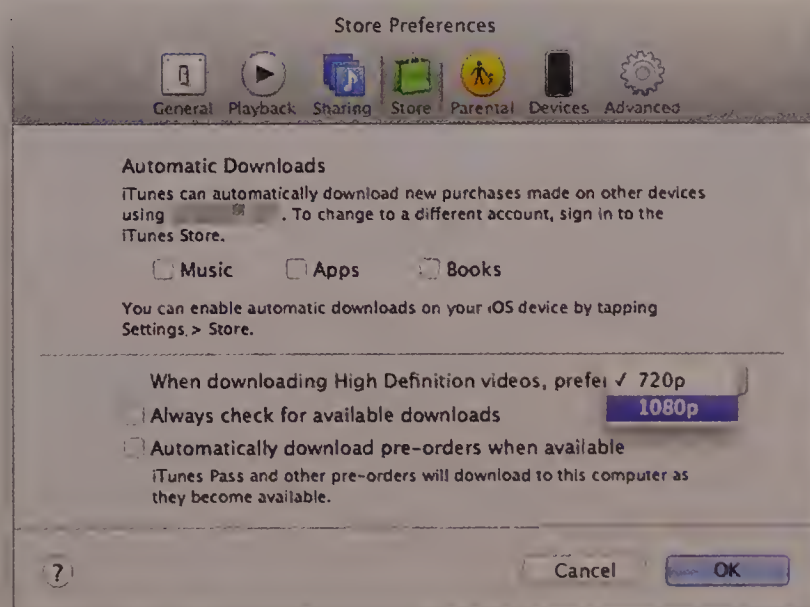 Store Preferences
General Playback Sharing Store Parental Devices Advanced
Automatic Downloads
iTunes can automatically download new purchases made on other devices
using . To change to a different account, sign in to the
iTunes Store.
Music Apps Books
You can enable automatic downloads on your iOS device by tapping
Settings > Store.
When downloading High Definition videos, prefer ✓ 720p
1080p
Always check for available downloads
Automatically download pre-orders when available
iTunes Pass and other pre-orders will download to this computer as
they become available.
? Cancel OK